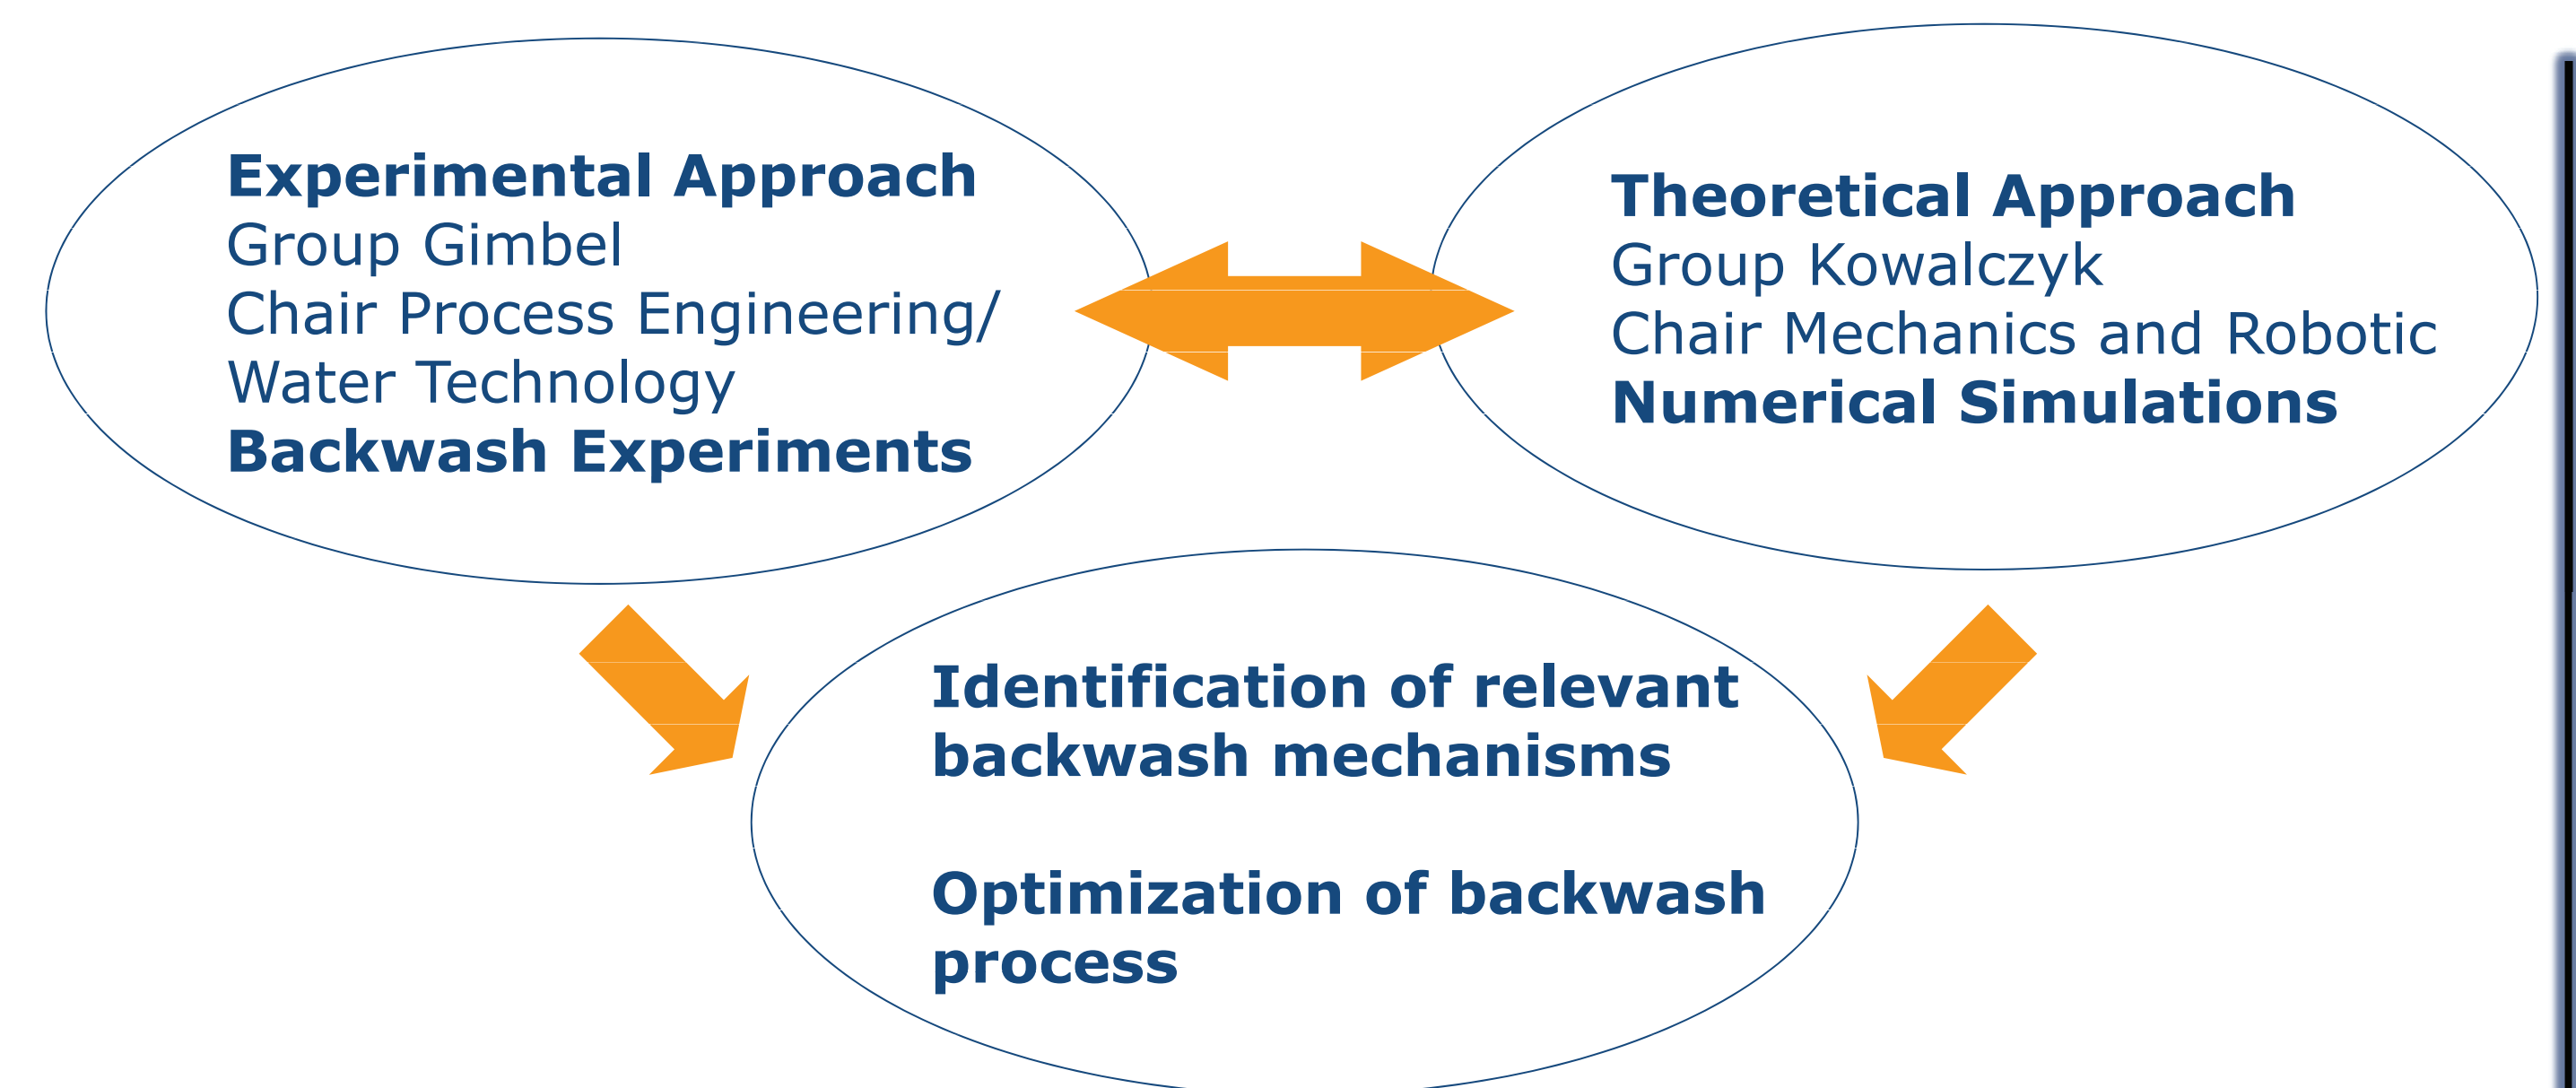 Experimental Approach
Group Gimbel
Chair Process Engineering/
Water Technology
Backwash Experiments
Theoretical Approach
Group Kowalczyk
Chair Mechanics and Robotic
Numerical Simulations
Identification of relevant
backwash mechanisms
Optimization of backwash
process